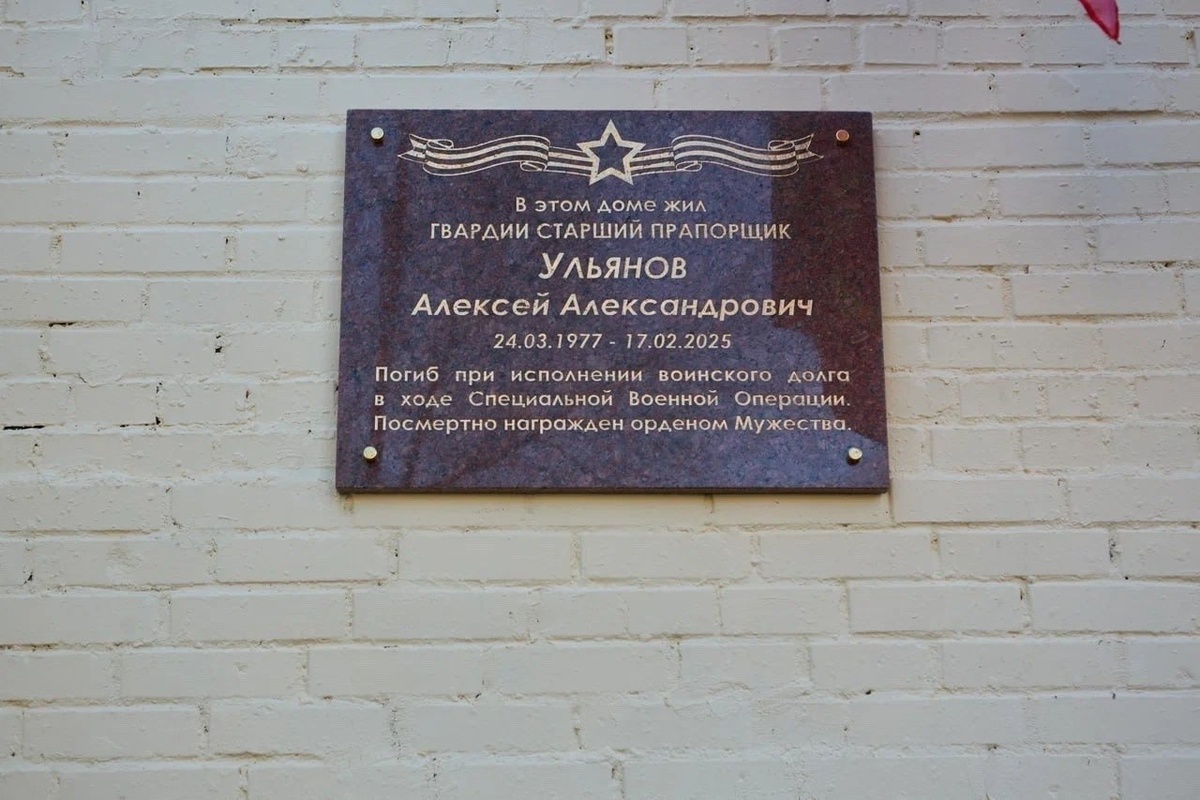 В этом доме жил
ГВАРДИИ СТАРШИЙ ПРАПОРЩИК
Ульянов
Алексей Александрович
24.03.1977 - 17.02.2025
Погиб при исполнении воинского долга
в ходе Специальной Военной Операции.
Посмертно награжден орденом Мужества.